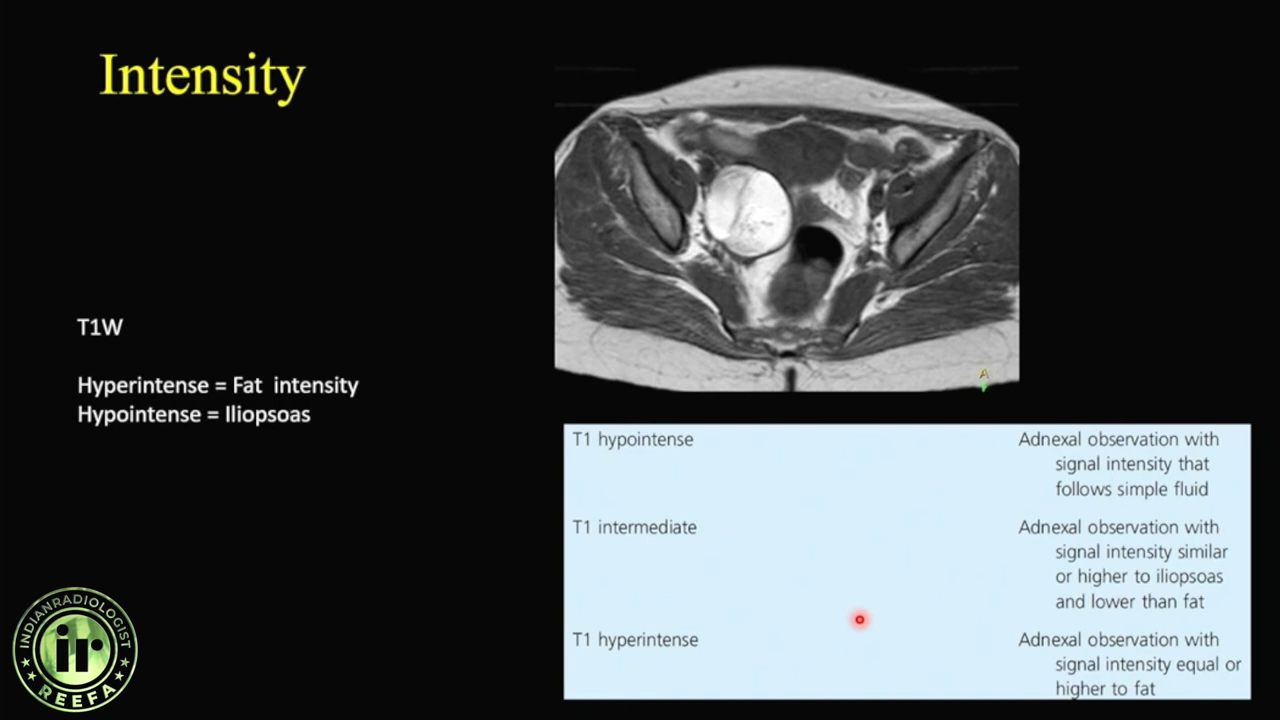 Intensity
T1W
Hyperintense = Fat  intensity
Hypointense = Iliopsoas
A
T1 hypointense
Adnexal observation with
signal intensity that
follows simple fluid
T1 intermediate
Adnexal observation with
signal intensity similar
or higher to iliopsoas
and lower than fat
T1 hyperintense
Adnexal observation with
signal intensity equal or
higher to fat
INDIANRADIOLOGIST
ir
REEFA